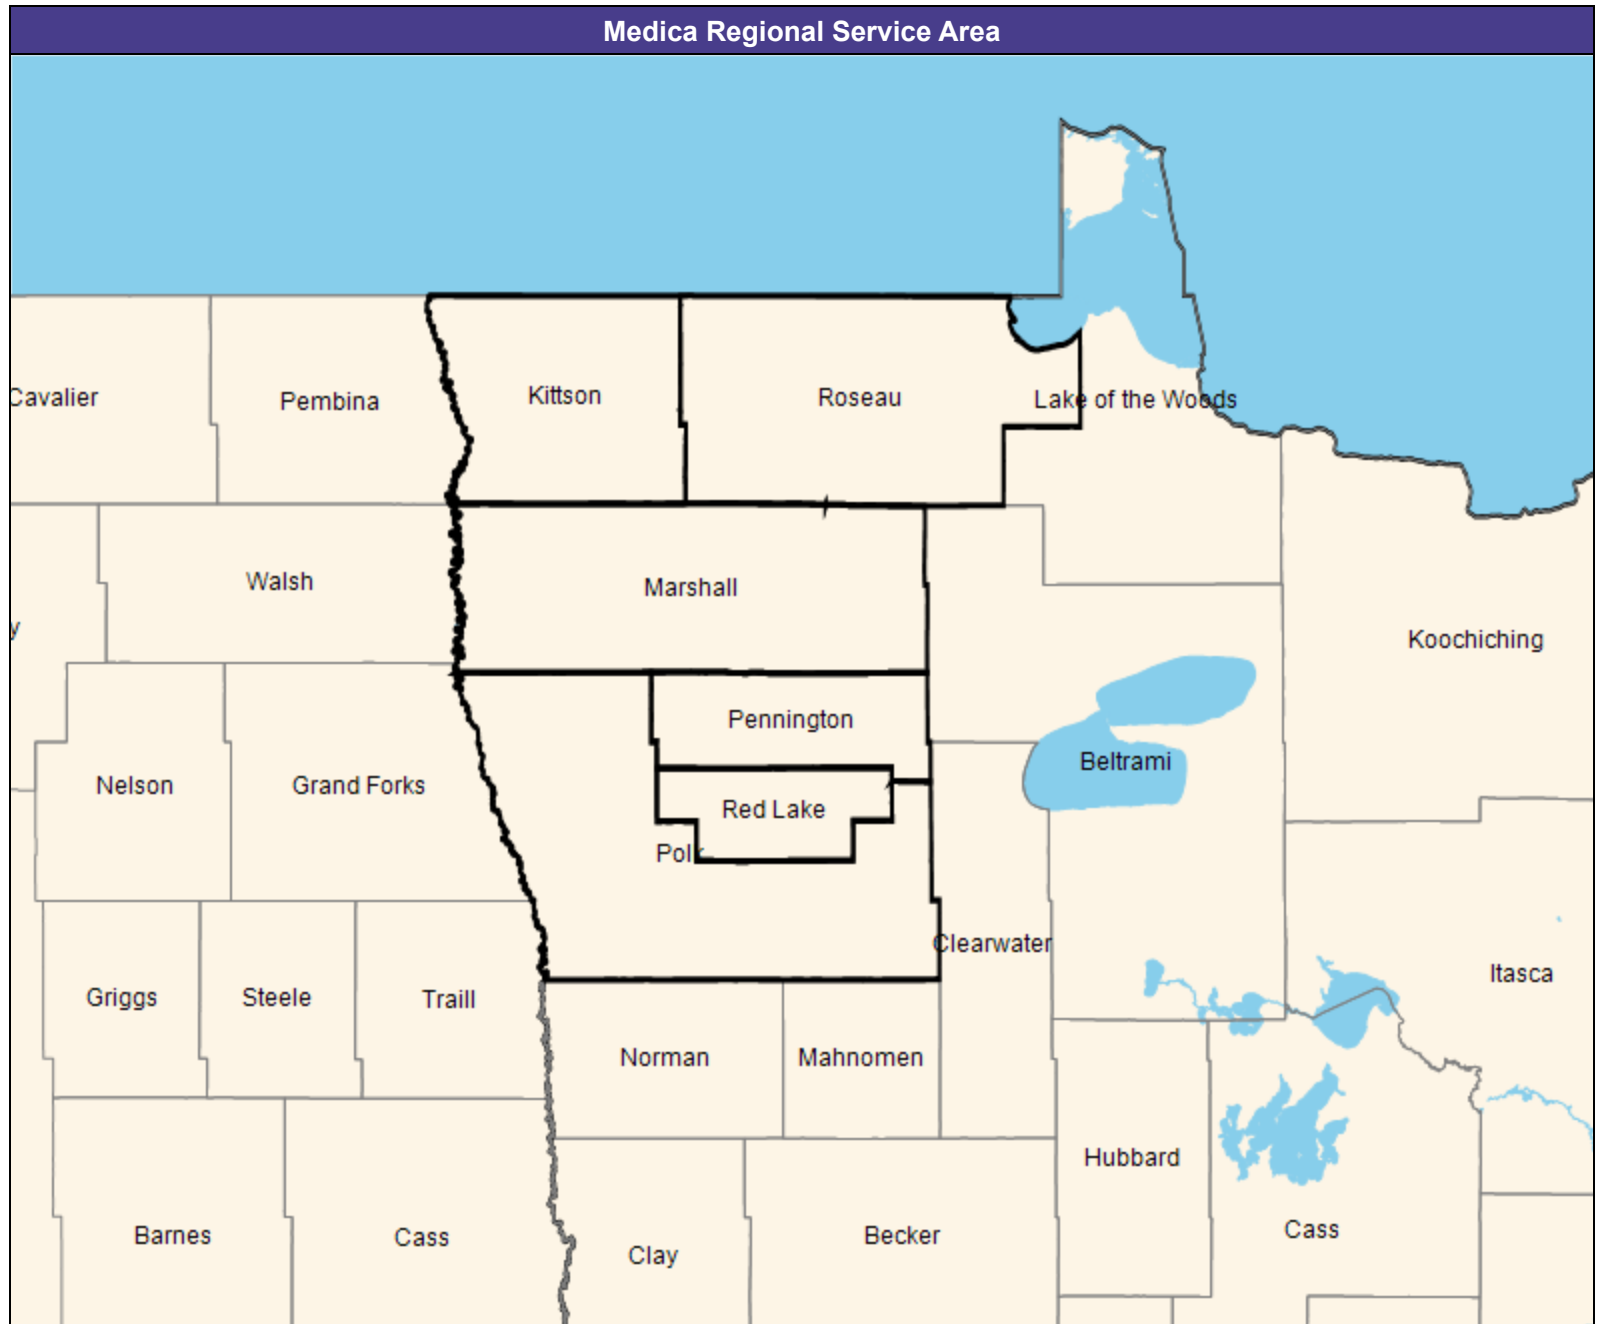 Medica Regional Service Area
Cavalier
Pembina
Kittson
Roseau
Lake of the Woods
Walsh
Marshall
y
Koochiching
Pennington
Beltrami
Nelson
Grand Forks
Red Lake
Polk
Clearwater
Itasca
Griggs
Steele
Traill
Norman
Mahnomen
Hubbard
Barnes
Cass
Clay
Becker
Cass